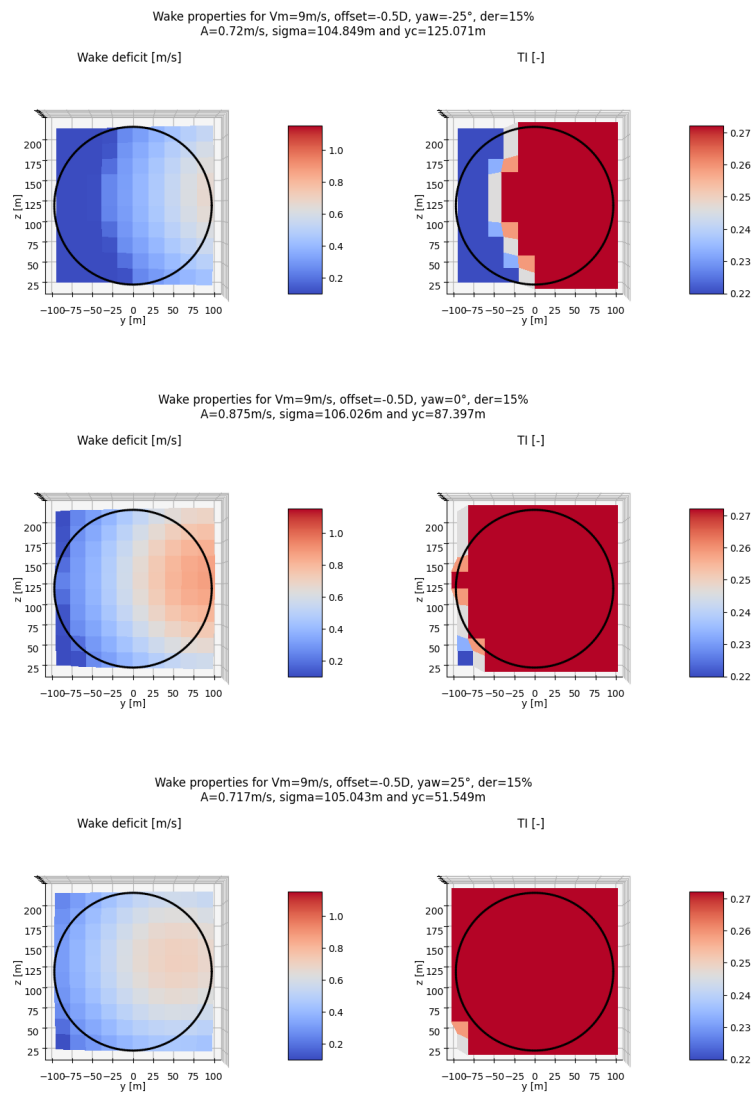 Wake properties for Vm=9m/s, offset=-0.5D, yaw=-25°, der=15%
A=0.72m/s, sigma=104.849m and yc=125.071m
Wake deficit [m/s]
TI [-]
200
175
150
125
100
75
50
25
z [m]
−100 −75 −50 −25 0 25 50 75 100
y [m]
1.0
0.8
0.6
0.4
0.2
200
175
150
125
100
75
50
25
z [m]
−100 −75 −50 −25 0 25 50 75 100
y [m]
0.27
0.26
0.25
0.24
0.23
0.22
Wake properties for Vm=9m/s, offset=-0.5D, yaw=0°, der=15%
A=0.875m/s, sigma=106.026m and yc=87.397m
Wake deficit [m/s]
TI [-]
200
175
150
125
100
75
50
25
z [m]
−100 −75 −50 −25 0 25 50 75 100
y [m]
1.0
0.8
0.6
0.4
0.2
200
175
150
125
100
75
50
25
z [m]
−100 −75 −50 −25 0 25 50 75 100
y [m]
0.27
0.26
0.25
0.24
0.23
0.22
Wake properties for Vm=9m/s, offset=-0.5D, yaw=25°, der=15%
A=0.717m/s, sigma=105.043m and yc=51.549m
Wake deficit [m/s]
TI [-]
200
175
150
125
100
75
50
25
z [m]
−100 −75 −50 −25 0 25 50 75 100
y [m]
1.0
0.8
0.6
0.4
0.2
200
175
150
125
100
75
50
25
z [m]
−100 −75 −50 −25 0 25 50 75 100
y [m]
0.27
0.26
0.25
0.24
0.23
0.22